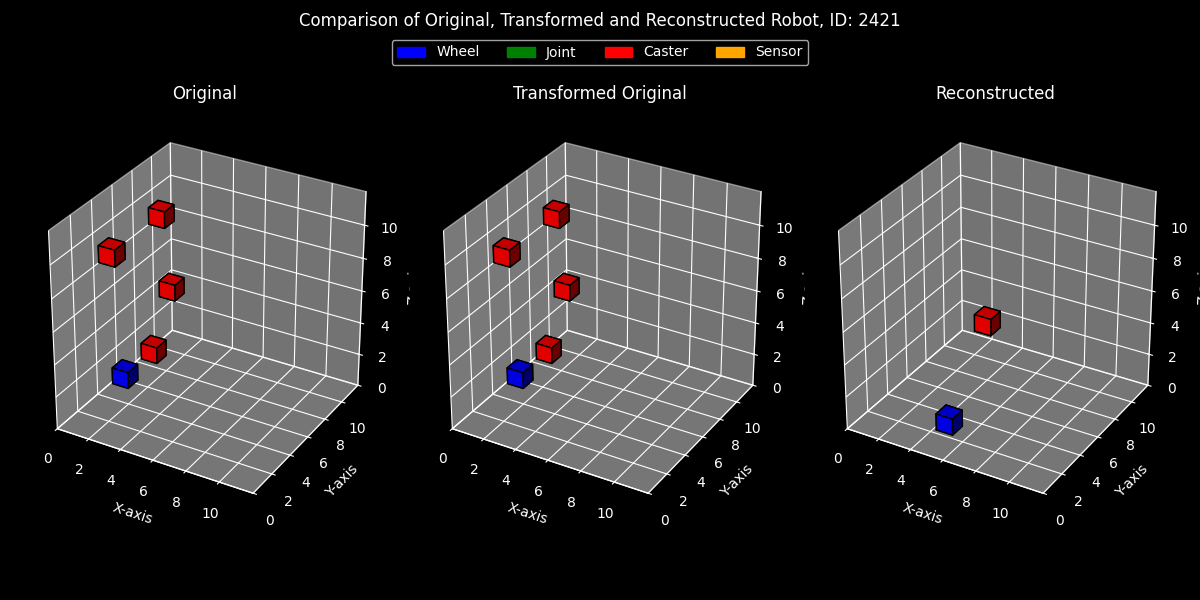 Comparison of Original, Transformed and Reconstructed Robot, ID: 2421
Wheel Joint Caster Sensor
Original Transformed Original Reconstructed
10 10 10
8 8 8
6 6 6
4 4 4
2 2 2
0 0 0
0 2 4 6 8 10 0 2 4 6 8 10 0 2 4 6 8 10
X-axis X-axis X-axis
0 2 4 6 8 10 0 2 4 6 8 10 0 2 4 6 8 10
Y-axis Y-axis Y-axis